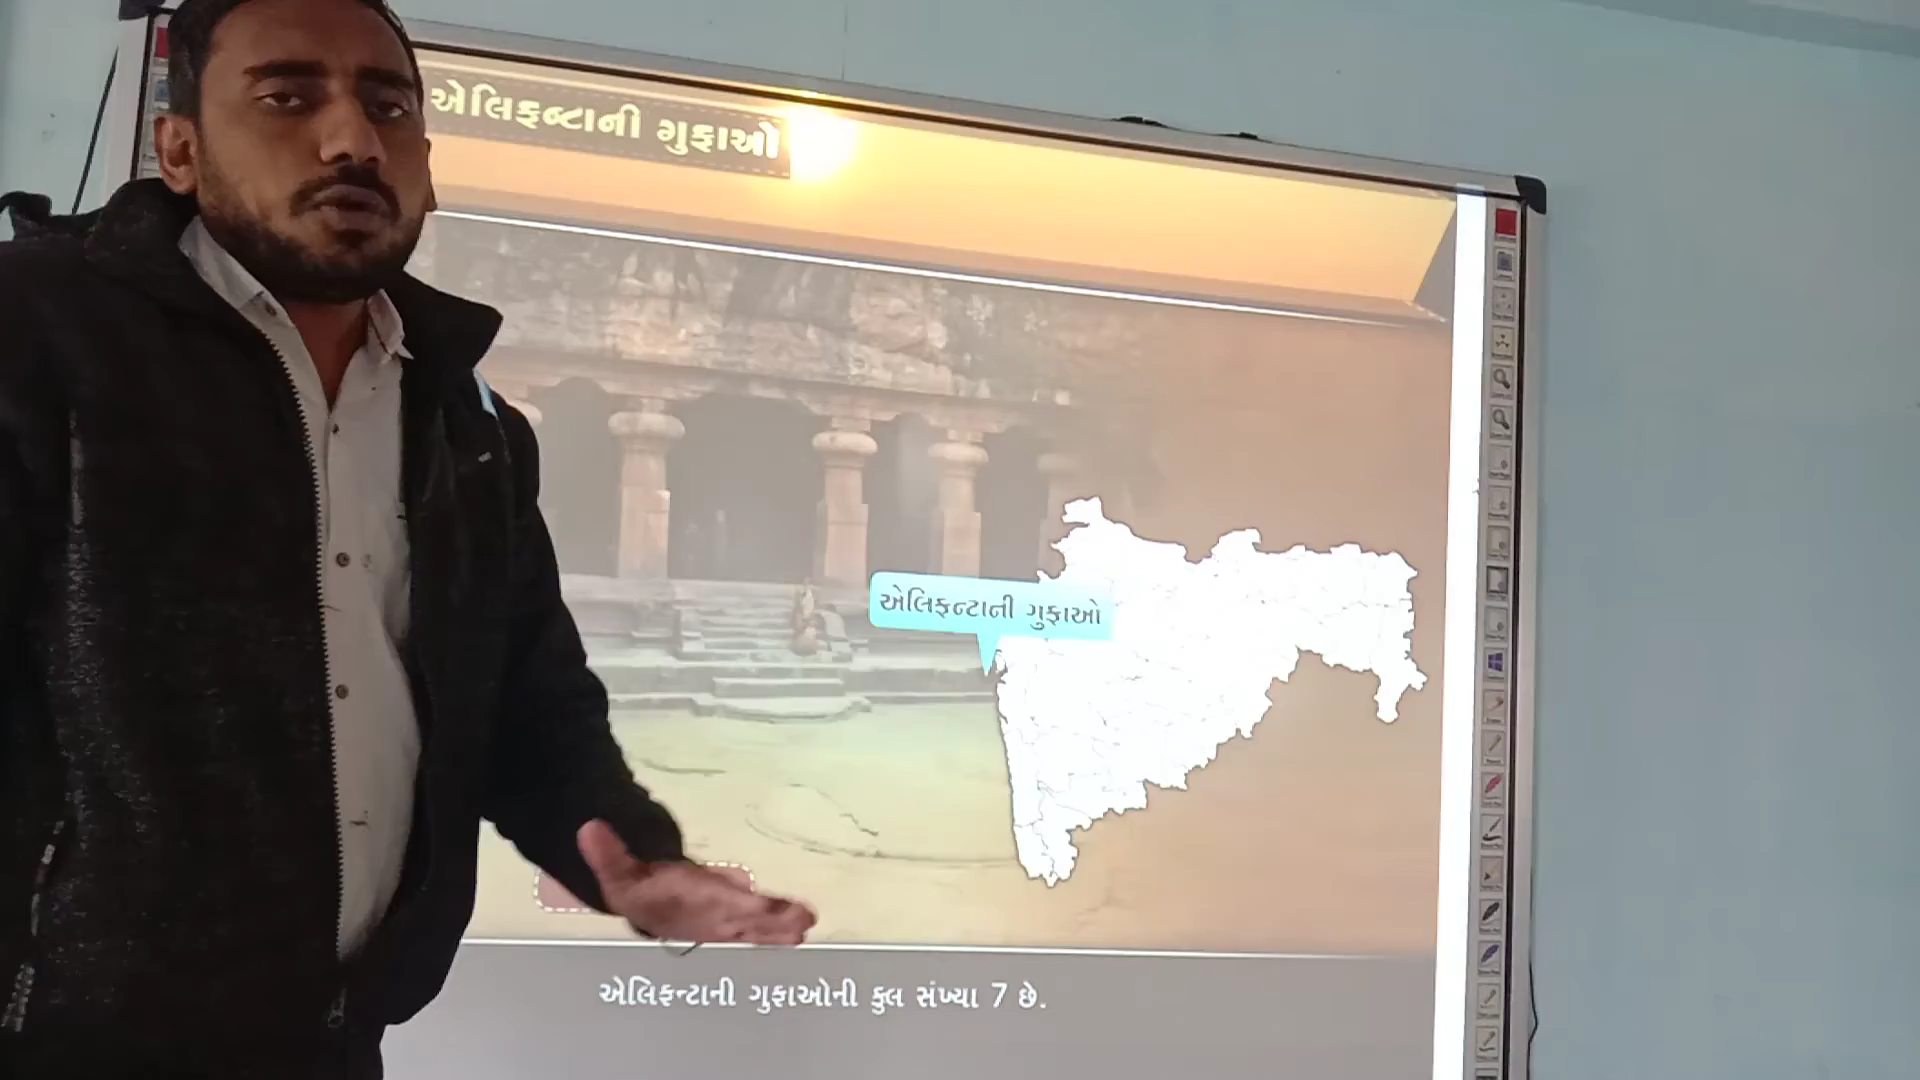 એલિફન્ટાની ગુફાઓ
એલિફન્ટાની ગુફાઓ
એલિફન્ટાની ગુફાઓની કુલ સંખ્યા 7 છે.